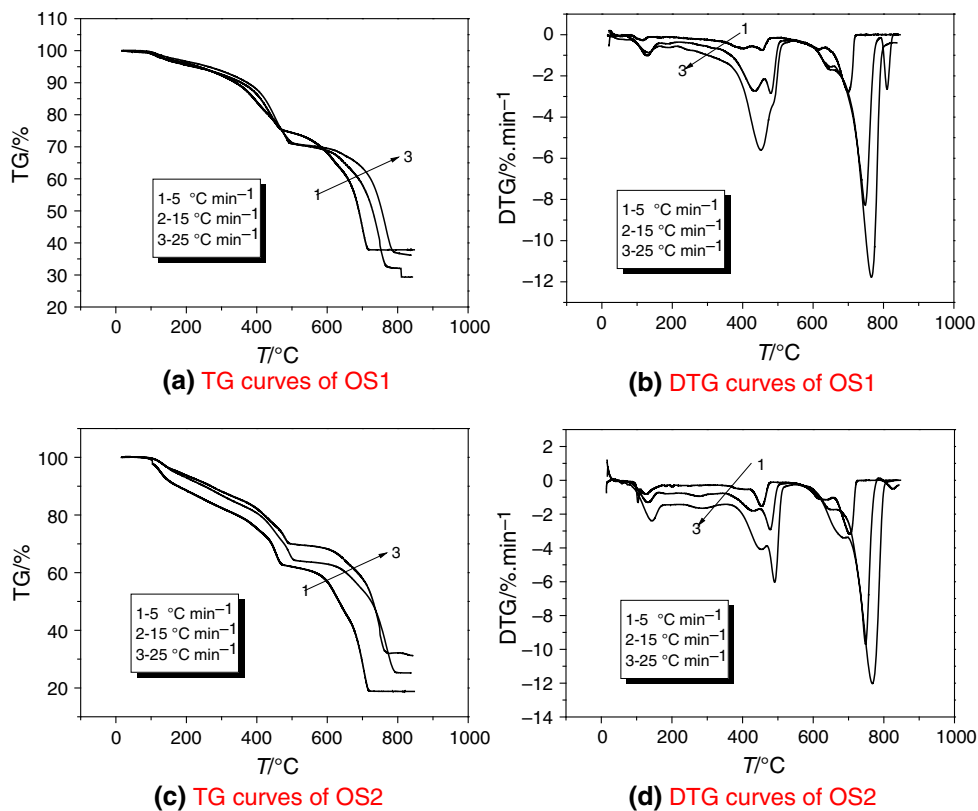 100
90
80
70
60
50
40
30
20
TG/%
1
3
1-5 °C min⁻¹
2-15 °C min⁻¹
3-25 °C min⁻¹
0 200 400 600 800 1000
T/°C
(a) TG curves of OS1
0
−2
−4
−6
−8
−10
−12
DTG/%.min⁻¹
1
3
1-5 °C min⁻¹
2-15 °C min⁻¹
3-25 °C min⁻¹
0 200 400 600 800 1000
T/°C
(b) DTG curves of OS1
100
80
60
40
20
TG/%
3
1
1-5 °C min⁻¹
2-15 °C min⁻¹
3-25 °C min⁻¹
0 200 400 600 800 1000
T/°C
(c) TG curves of OS2
2
0
−2
−4
−6
−8
−10
−12
−14
DTG/%.min⁻¹
1
3
1-5 °C min⁻¹
2-15 °C min⁻¹
3-25 °C min⁻¹
0 200 400 600 800 1000
T/°C
(d) DTG curves of OS2